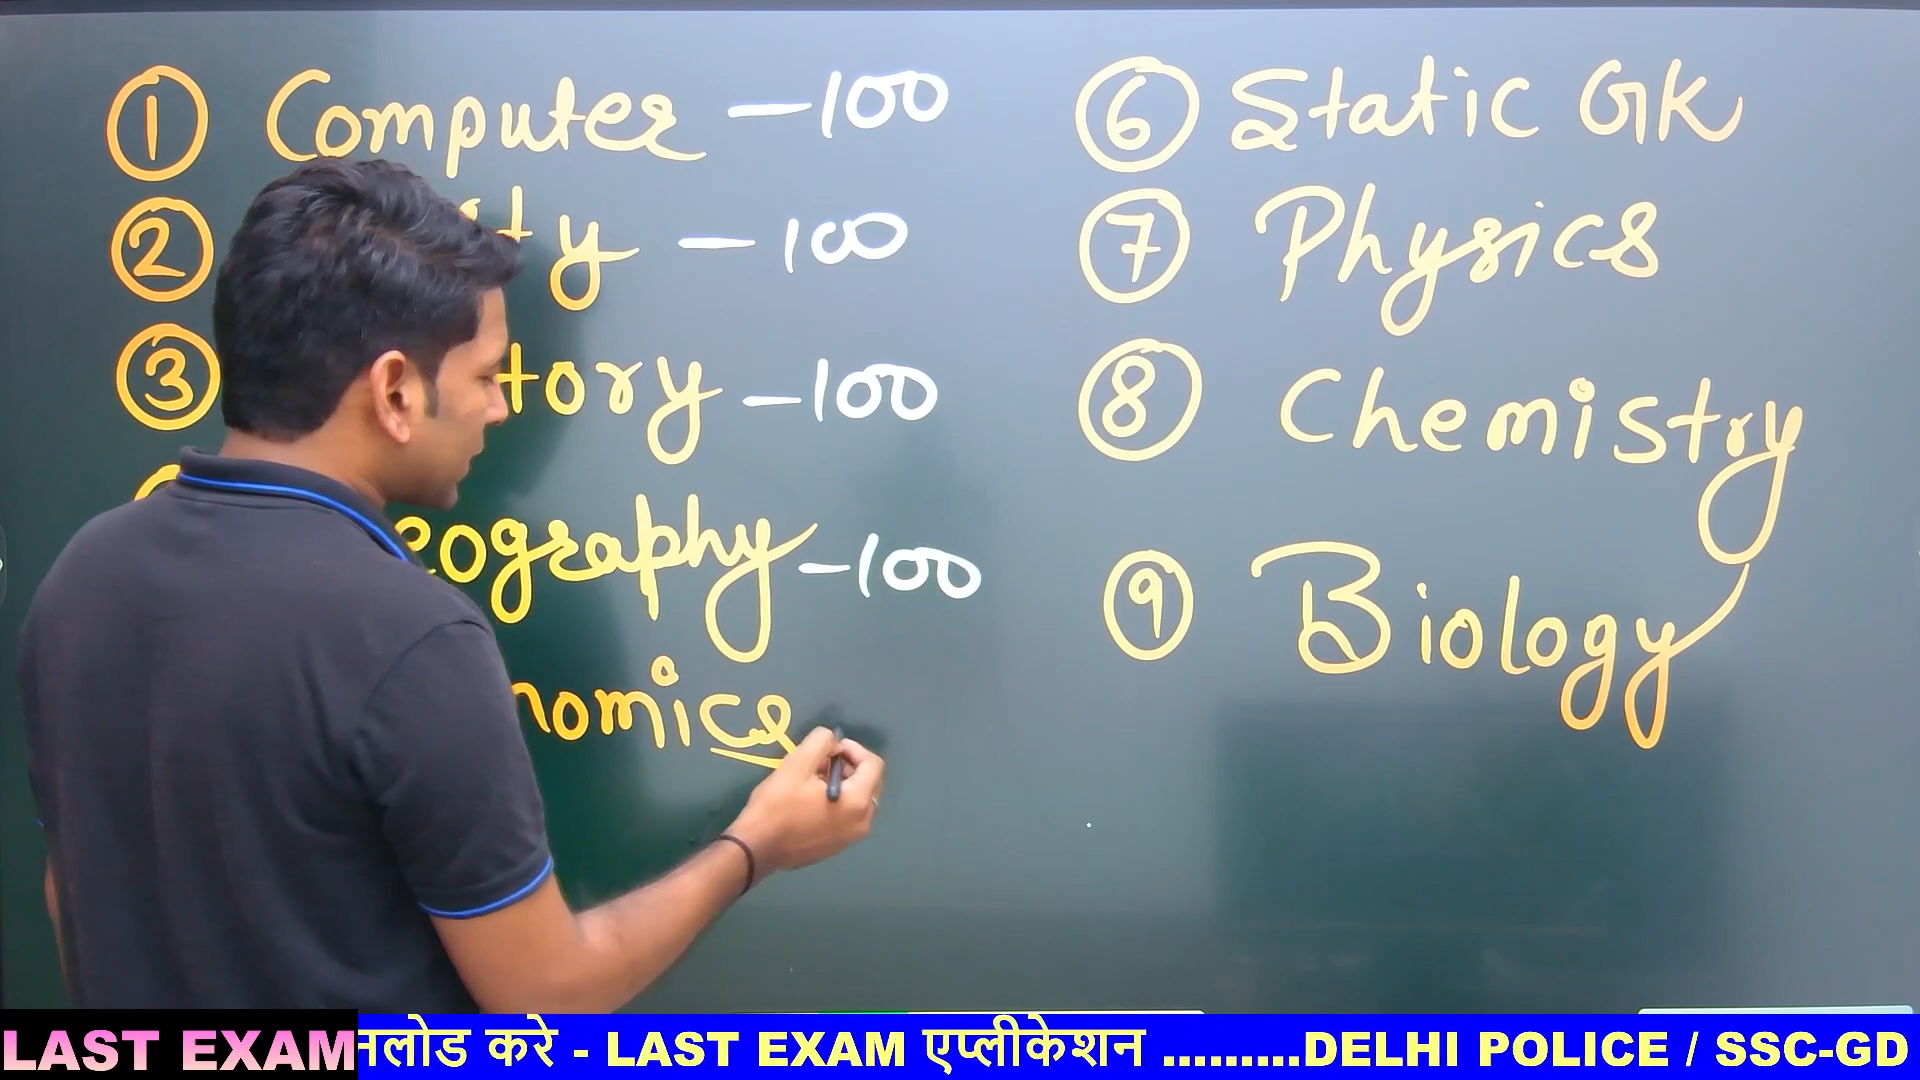 ① Computer – 100
② ty – 100
③ tory – 100
eography – 100
nomics
⑥ Static GK
⑦ Physics
⑧ Chemistry
⑨ Biology
LAST EXAM
नलोड करे - LAST EXAM एप्लीकेशन .........DELHI POLICE / SSC-GD